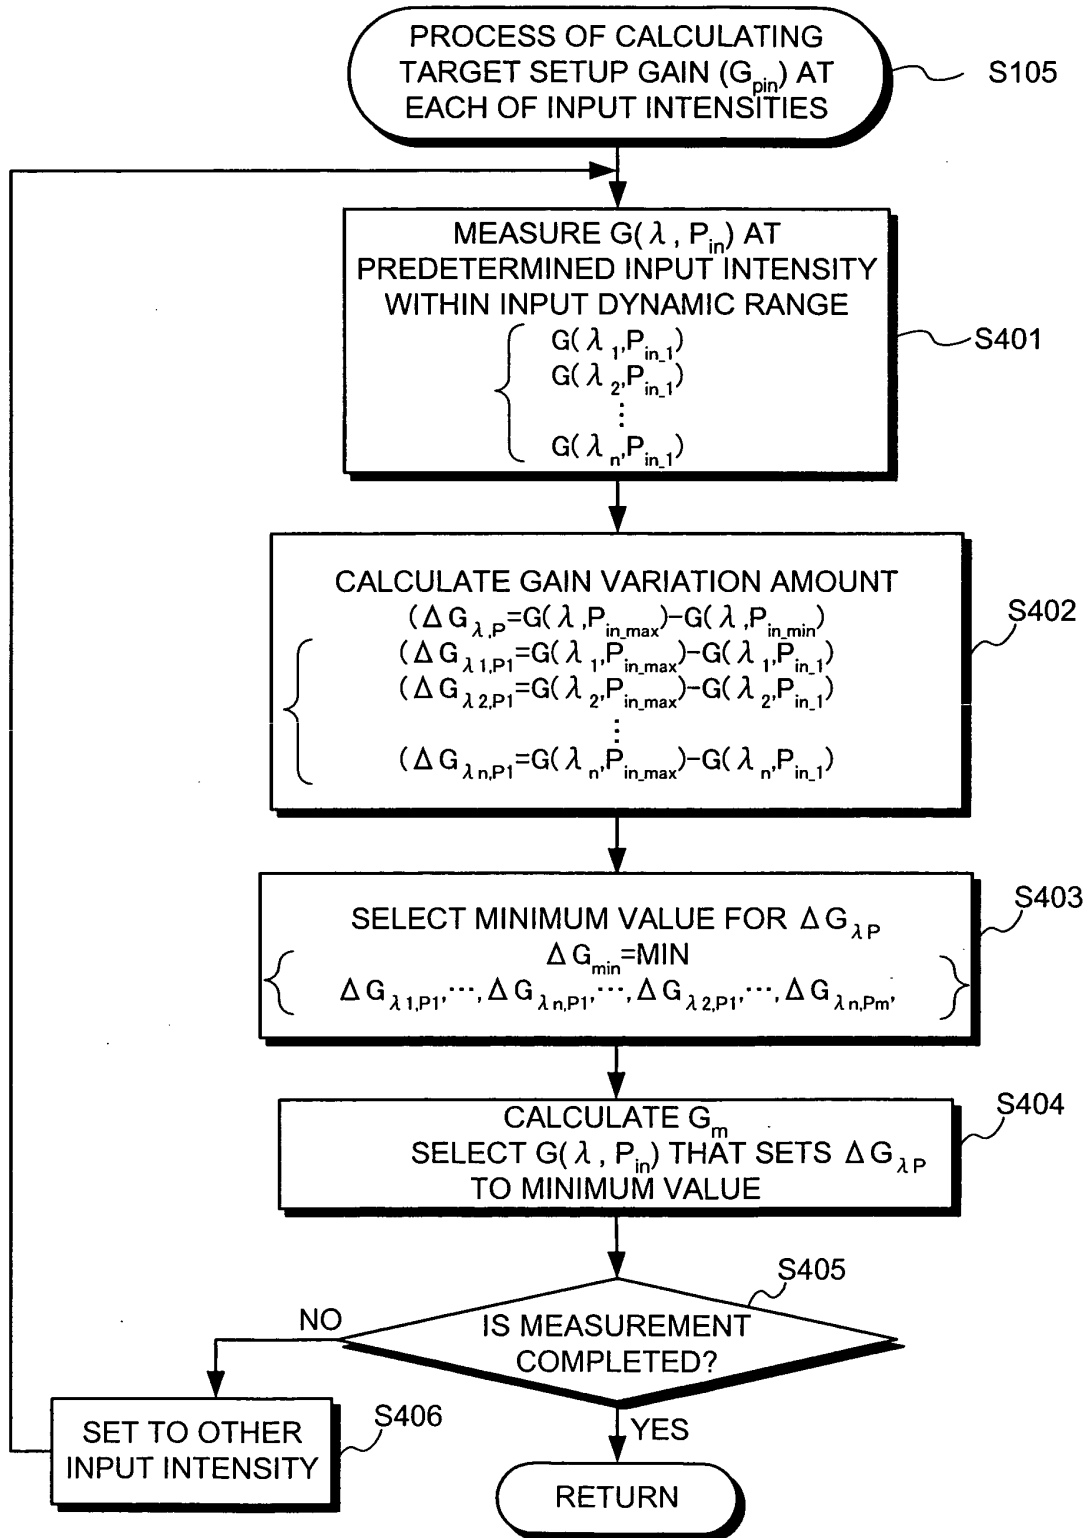 PROCESS OF CALCULATING
TARGET SETUP GAIN (Gpin) AT
EACH OF INPUT INTENSITIES
S105
MEASURE G(λ, Pin) AT
PREDETERMINED INPUT INTENSITY
WITHIN INPUT DYNAMIC RANGE
G(λ1,Pin_1)
G(λ2,Pin_1)
⋮
G(λn,Pin_1)
S401
CALCULATE GAIN VARIATION AMOUNT
(ΔGλ,P=G(λ,Pin_max)−G(λ,Pin_min)
(ΔGλ1,P1=G(λ1,Pin_max)−G(λ1,Pin_1)
(ΔGλ2,P1=G(λ2,Pin_max)−G(λ2,Pin_1)
⋮
(ΔGλn,P1=G(λn,Pin_max)−G(λn,Pin_1)
S402
SELECT MINIMUM VALUE FOR ΔGλP
ΔGmin=MIN
ΔGλ1,P1,⋯,ΔGλn,P1,⋯,ΔGλ2,P1,⋯,ΔGλn,Pm,
S403
CALCULATE Gm
SELECT G(λ, Pin) THAT SETS ΔGλP
TO MINIMUM VALUE
S404
IS MEASUREMENT
COMPLETED?
S405
NO
YES
SET TO OTHER
INPUT INTENSITY
S406
RETURN